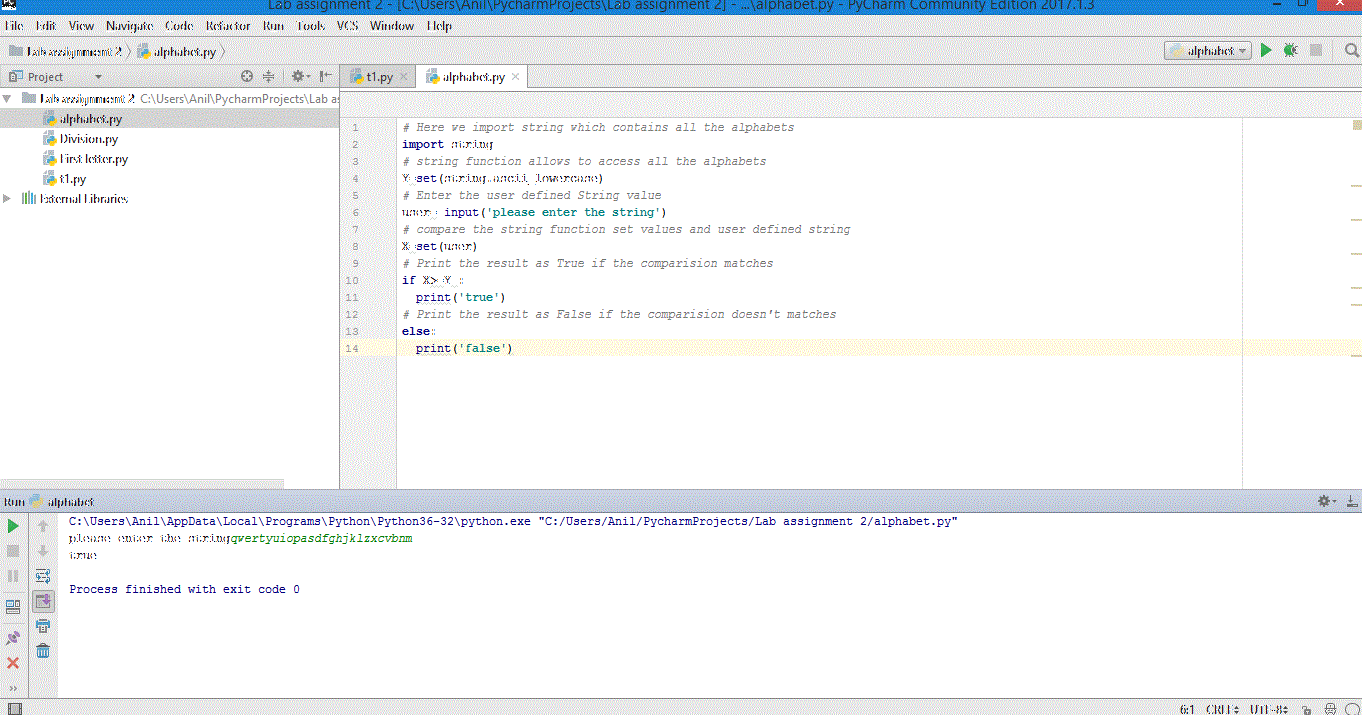 Lab assignment 2 - [C:\Users\Anil\PycharmProjects\Lab assignment 2] - ...\alphabet.py - PyCharm Community Edition 2017.1.3
File Edit View Navigate Code Refactor Run Tools VCS Window Help
Lab assignment 2 alphabet.py alphabet
Project t1.py alphabet.py
Lab assignment 2 C:\Users\Anil\PycharmProjects\Lab as
alphabet.py
Division.py
First letter.py
t1.py
External Libraries
1 # Here we import string which contains all the alphabets
2 import string
3 # string function allows to access all the alphabets
4 Y=set(string.ascii_lowercase)
5 # Enter the user defined String value
6 user= input('please enter the string')
7 # compare the string function set values and user defined string
8 X=set(user)
9 # Print the result as True if the comparision matches
10 if X>=Y :
11 print('true')
12 # Print the result as False if the comparision doesn't matches
13 else:
14 print('false')
Run alphabet
C:\Users\Anil\AppData\Local\Programs\Python\Python36-32\python.exe "C:/Users/Anil/PycharmProjects/Lab assignment 2/alphabet.py"
please enter the stringqwertyuiopasdfghjklzxcvbnm
true
Process finished with exit code 0
6:1 CRLF UTF-8